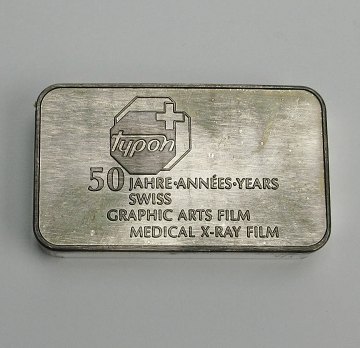 typon
50 JAHRE·ANNÉES·YEARS
SWISS
GRAPHIC ARTS FILM
MEDICAL X-RAY FILM